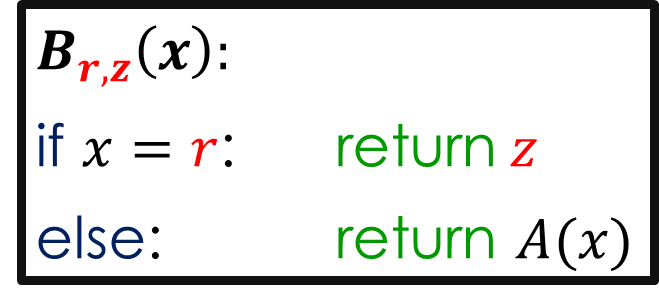 B_{r,z}(x):
if x = r: return z
else: return A(x)